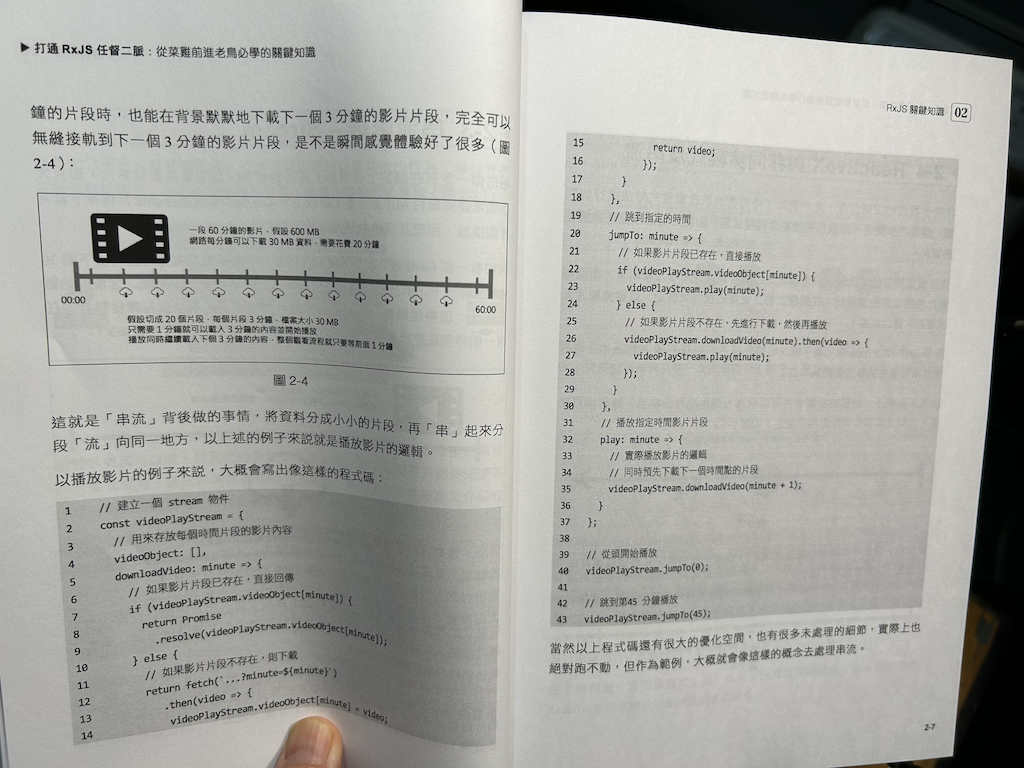 ▶ 打通 RxJS 任督二脈：從菜雞前進老鳥必學的關鍵知識
鐘的片段時，也能在背景默默地下載下一個 3 分鐘的影片片段，完全可以
無縫接軌到下一個 3 分鐘的影片片段，是不是瞬間感覺體驗好了很多（圖
2-4）：
一段 60 分鐘的影片，假設 600 MB
網路每分鐘可以下載 30 MB 資料，需要花費 20 分鐘
00:00
60:00
假設切成 20 個片段，每個片段 3 分鐘，檔案大小 30 MB
只需要 1 分鐘就可以載入 3 分鐘的內容並開始播放
播放同時繼續載入下個 3 分鐘的內容，整個觀看流程就只要等前面 1 分鐘
圖 2-4
這就是「串流」背後做的事情，將資料分成小小的片段，再「串」起來分
段「流」向同一地方，以上述的例子來說就是播放影片的邏輯。
以播放影片的例子來說，大概會寫出像這樣的程式碼：
1 // 建立一個 stream 物件
2 const videoPlayStream = {
3 // 用來存放每個時間片段的影片內容
4 videoObject: [],
5 downloadVideo: minute => {
6 // 如果影片片段已存在，直接回傳
7 if (videoPlayStream.videoObject[minute]) {
8 return Promise
9 .resolve(videoPlayStream.videoObject[minute]);
10 } else {
11 // 如果影片片段不存在，則下載
12 return fetch(`...?minute=${minute}`)
13 .then(video => {
14 videoPlayStream.videoObject[minute] = video;
RxJS 關鍵知識 02
15 return video;
16 });
17 }
18 },
19 // 跳到指定的時間
20 jumpTo: minute => {
21 // 如果影片片段已存在，直接播放
22 if (videoPlayStream.videoObject[minute]) {
23 videoPlayStream.play(minute);
24 } else {
25 // 如果影片片段不存在，先進行下載，然後再播放
26 videoPlayStream.downloadVideo(minute).then(video => {
27 videoPlayStream.play(minute);
28 });
29 }
30 },
31 // 播放指定時間影片片段
32 play: minute => {
33 // 實際播放影片的邏輯
34 // 同時預先下載下一個時間點的片段
35 videoPlayStream.downloadVideo(minute + 1);
36 }
37 };
38
39 // 從頭開始播放
40 videoPlayStream.jumpTo(0);
41
42 // 跳到第45 分鐘播放
43 videoPlayStream.jumpTo(45);
當然以上程式碼還有很大的優化空間，也有很多未處理的細節，實際上也
絕對跑不動，但作為範例，大概就會像這樣的概念去處理串流。
2-7